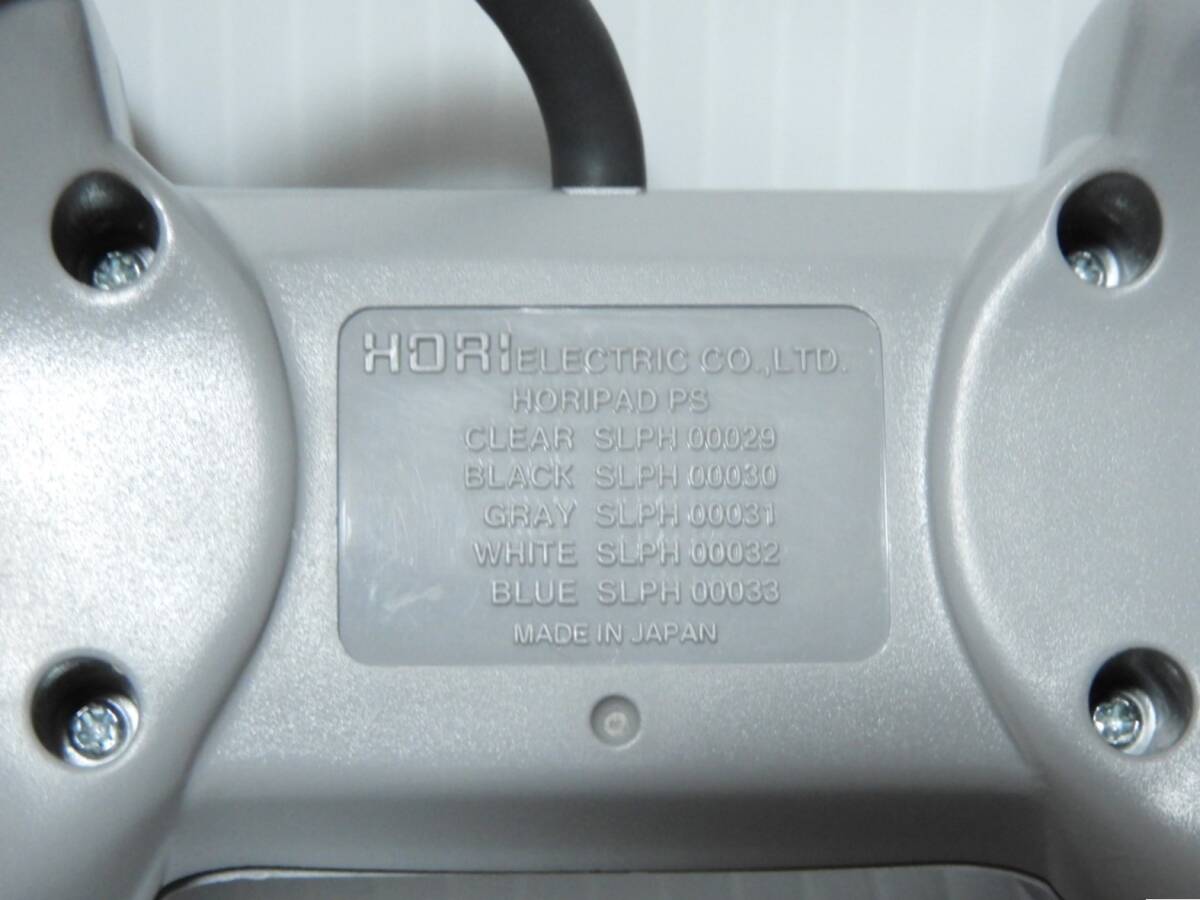 HORI ELECTRIC CO.,LTD.
HORIPAD PS
CLEAR SLPH 00029
BLACK SLPH 00030
GRAY SLPH 00031
WHITE SLPH 00032
BLUE SLPH 00033
MADE IN JAPAN